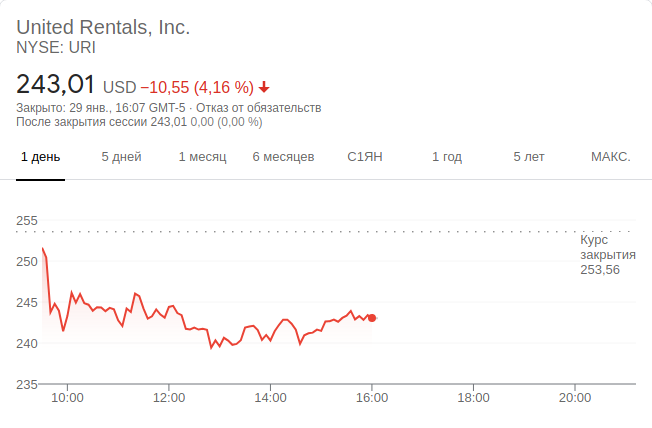 United Rentals, Inc.
NYSE: URI
243,01 USD −10,55 (4,16 %)
Закрыто: 29 янв., 16:07 GMT-5 · Отказ от обязательств
После закрытия сессии 243,01 0,00 (0,00 %)
1 день 5 дней 1 месяц 6 месяцев С1ЯН 1 год 5 лет МАКС.
255
Курс
закрытия
253,56
250
245
240
235
10:00 12:00 14:00 16:00 18:00 20:00